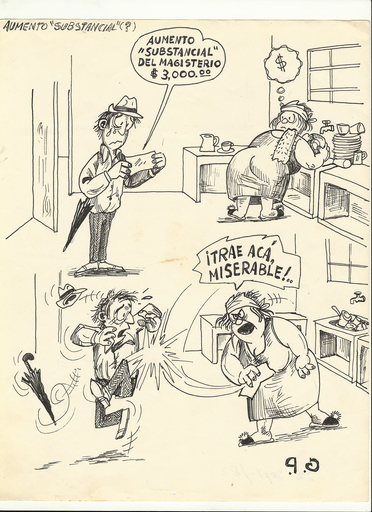 AUMENTO "SUBSTANCIAL" (?)
AUMENTO
"SUBSTANCIAL"
DEL MAGISTERIO
$ 3,000.00
$
¡TRAE ACÁ,
MISERABLE!..